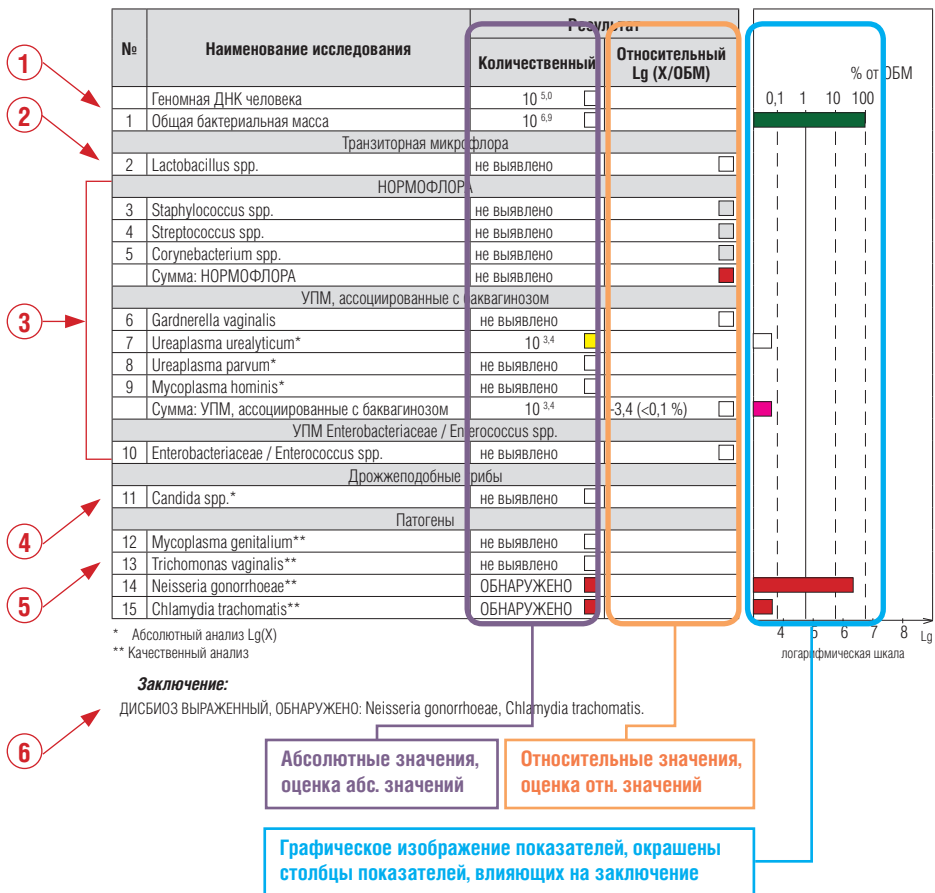 № Наименование исследования Результат
Количественный Относительный Lg (Х/ОБМ)
% от ОБМ
0,1 1 10 100
1
Геномная ДНК человека 10 5,0
1 Общая бактериальная масса 10 6,9
2
Транзиторная микрофлора
2 Lactobacillus spp. не выявлено
НОРМОФЛОРА
3 Staphylococcus spp. не выявлено
4 Streptococcus spp. не выявлено
5 Corynebacterium spp. не выявлено
Сумма: НОРМОФЛОРА не выявлено
УПМ, ассоциированные с баквагинозом
3
6 Gardnerella vaginalis не выявлено
7 Ureaplasma urealyticum* 10 3,4
8 Ureaplasma parvum* не выявлено
9 Mycoplasma hominis* не выявлено
Сумма: УПМ, ассоциированные с баквагинозом 10 3,4 -3,4 (<0,1 %)
УПМ Enterobacteriaceae / Enterococcus spp.
10 Enterobacteriaceae / Enterococcus spp. не выявлено
Дрожжеподобные грибы
11 Candida spp.* не выявлено
4
Патогены
12 Mycoplasma genitalium** не выявлено
13 Trichomonas vaginalis** не выявлено
5
14 Neisseria gonorrhoeae** ОБНАРУЖЕНО
15 Chlamydia trachomatis** ОБНАРУЖЕНО
4 5 6 7 8 Lg
логарифмическая шкала
* Абсолютный анализ Lg(X)
** Качественный анализ
Заключение:
ДИСБИОЗ ВЫРАЖЕННЫЙ, ОБНАРУЖЕНО: Neisseria gonorrhoeae, Chlamydia trachomatis.
6
Абсолютные значения,
оценка абс. значений
Относительные значения,
оценка отн. значений
Графическое изображение показателей, окрашены
столбцы показателей, влияющих на заключение